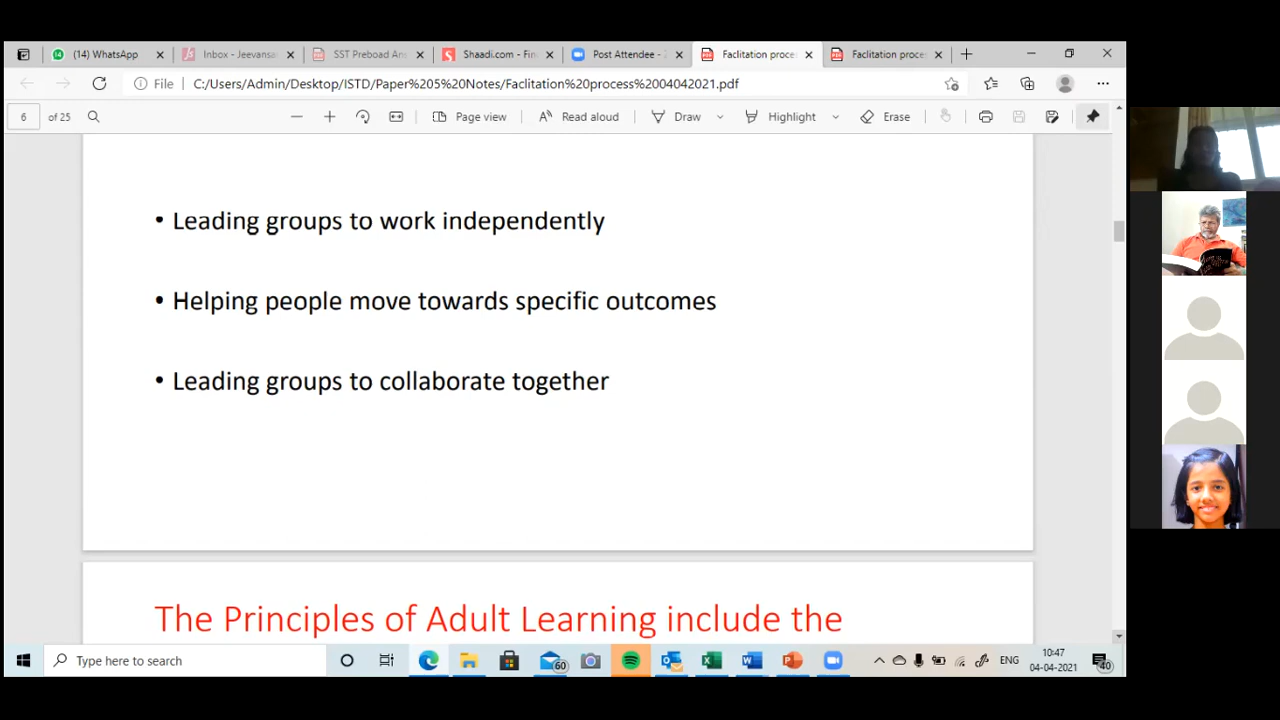 (14) WhatsApp
Inbox - Jeevansa
SST Preboad An
Shaadi.com - Fin
Post Attendee - Z
Faclitation proce
Faclitation proce
File
C:/Users/Admin/Desktop/ISTD/Paper%205%20Notes/Faclitation%20process%2004042021.pdf
6 of 25
Page view
Read aloud
Draw
Highlight
Erase
• Leading groups to work independently
• Helping people move towards specific outcomes
• Leading groups to collaborate together
The Principles of Adult Learning include the
Type here to search
60
ENG
10:47
04-04-2021
40